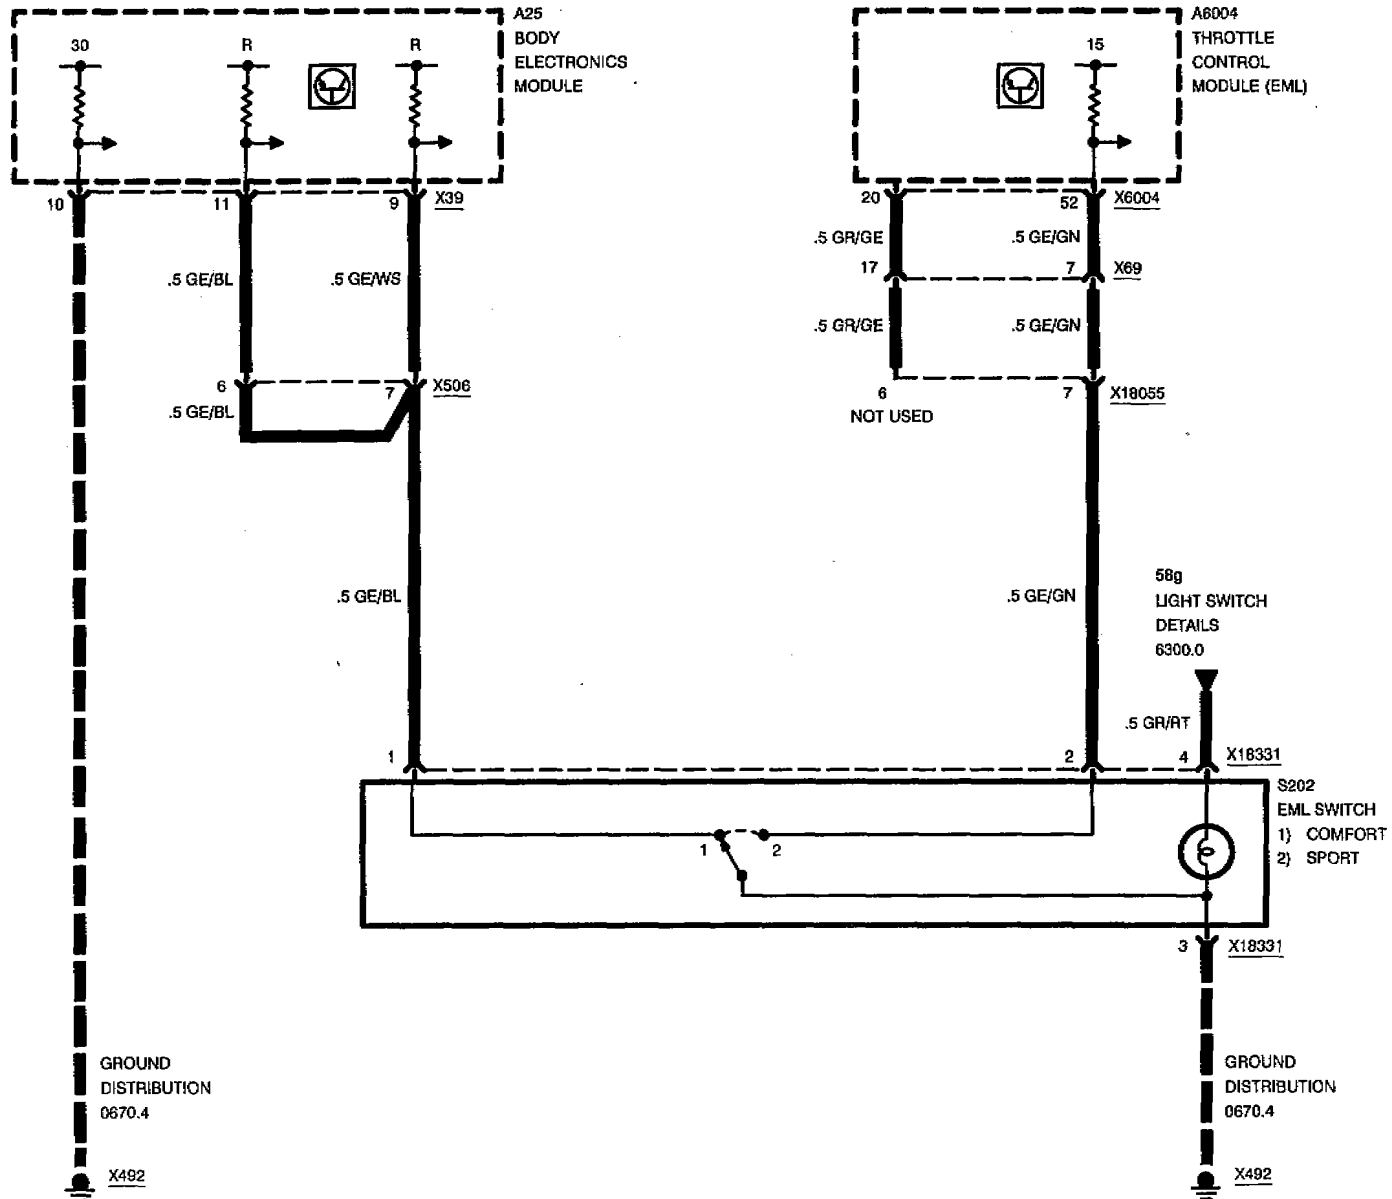 A25
BODY
ELECTRONICS
MODULE
30
R
R
A6004
THROTTLE
CONTROL
MODULE (EML)
15
10
11
9
X39
20
52
X6004
.5 GR/GE
.5 GE/GN
17
7
X69
.5 GE/BL
.5 GE/WS
.5 GR/GE
.5 GE/GN
6
7
X506
.5 GE/BL
6
NOT USED
7
X18055
.5 GE/BL
.5 GE/GN
58g
LIGHT SWITCH
DETAILS
6300.0
.5 GR/RT
1
2
4
X18331
S202
EML SWITCH
1) COMFORT
2) SPORT
1
2
3
X18331
GROUND
DISTRIBUTION
0670.4
GROUND
DISTRIBUTION
0670.4
X492
X492